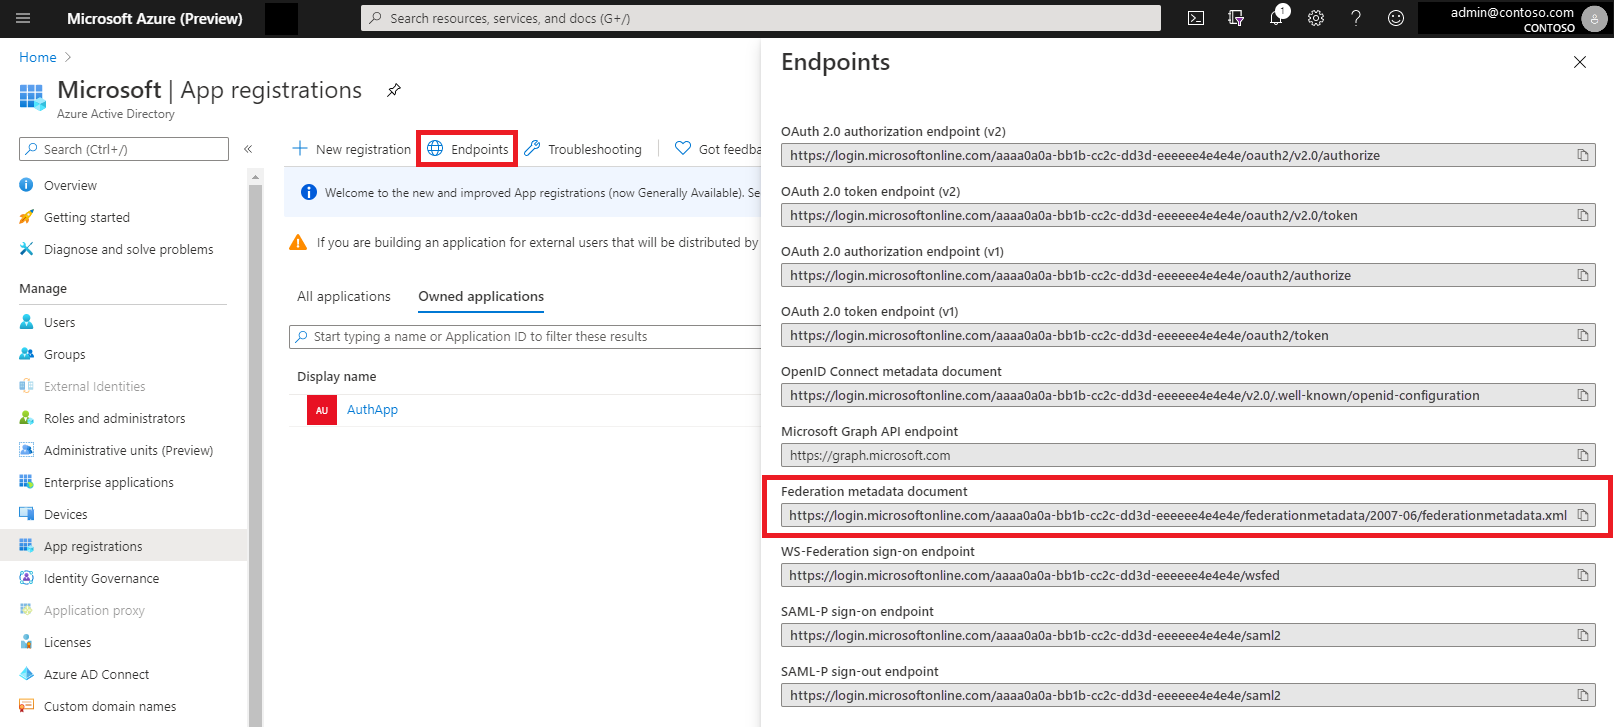 Microsoft Azure (Preview)
Search resources, services, and docs (G+/)
1
admin@contoso.com
CONTOSO
Home
Microsoft | App registrations
Azure Active Directory
Search (Ctrl+/)
«
Overview
Getting started
Diagnose and solve problems
Manage
Users
Groups
External Identities
Roles and administrators
Administrative units (Preview)
Enterprise applications
Devices
App registrations
Identity Governance
Application proxy
Licenses
Azure AD Connect
Custom domain names
New registration
Endpoints
Troubleshooting
Got feedba
Welcome to the new and improved App registrations (now Generally Available). Se
If you are building an application for external users that will be distributed by
All applications
Owned applications
Start typing a name or Application ID to filter these results
Display name
AU
AuthApp
Endpoints
OAuth 2.0 authorization endpoint (v2)
https://login.microsoftonline.com/aaaa0a0a-bb1b-cc2c-dd3d-eeeeee4e4e4e/oauth2/v2.0/authorize
OAuth 2.0 token endpoint (v2)
https://login.microsoftonline.com/aaaa0a0a-bb1b-cc2c-dd3d-eeeeee4e4e4e/oauth2/v2.0/token
OAuth 2.0 authorization endpoint (v1)
https://login.microsoftonline.com/aaaa0a0a-bb1b-cc2c-dd3d-eeeeee4e4e4e/oauth2/authorize
OAuth 2.0 token endpoint (v1)
https://login.microsoftonline.com/aaaa0a0a-bb1b-cc2c-dd3d-eeeeee4e4e4e/oauth2/token
OpenID Connect metadata document
https://login.microsoftonline.com/aaaa0a0a-bb1b-cc2c-dd3d-eeeeee4e4e4e/v2.0/.well-known/openid-configuration
Microsoft Graph API endpoint
https://graph.microsoft.com
Federation metadata document
https://login.microsoftonline.com/aaaa0a0a-bb1b-cc2c-dd3d-eeeeee4e4e4e/federationmetadata/2007-06/federationmetadata.xml
WS-Federation sign-on endpoint
https://login.microsoftonline.com/aaaa0a0a-bb1b-cc2c-dd3d-eeeeee4e4e4e/wsfed
SAML-P sign-on endpoint
https://login.microsoftonline.com/aaaa0a0a-bb1b-cc2c-dd3d-eeeeee4e4e4e/saml2
SAML-P sign-out endpoint
https://login.microsoftonline.com/aaaa0a0a-bb1b-cc2c-dd3d-eeeeee4e4e4e/saml2